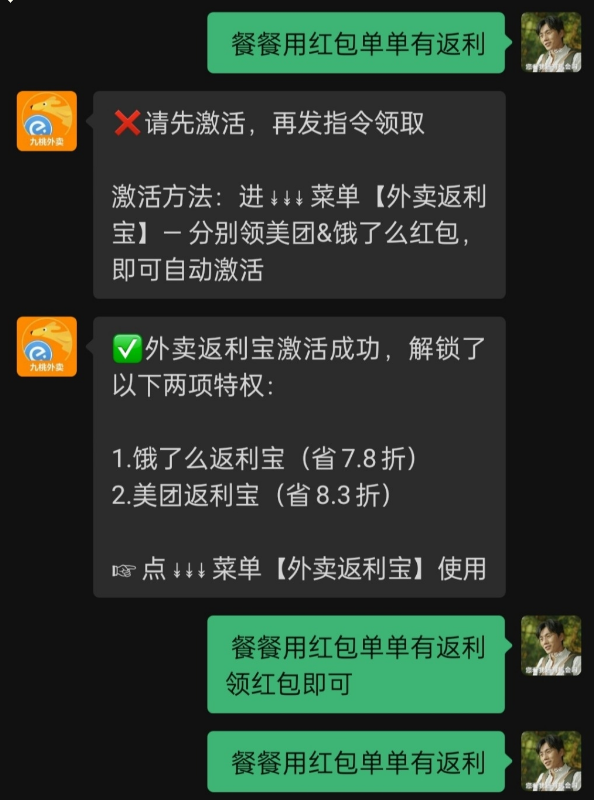 餐餐用红包单单有返利
❌请先激活，再发指令领取
激活方法：进↓↓↓菜单【外卖返利
宝】— 分别领美团&饿了么红包，
即可自动激活
九桃外卖
✅外卖返利宝激活成功，解锁了
以下两项特权：
1.饿了么返利宝（省7.8折）
2.美团返利宝（省8.3折）
☞点↓↓↓菜单【外卖返利宝】使用
九桃外卖
餐餐用红包单单有返利
领红包即可
餐餐用红包单单有返利